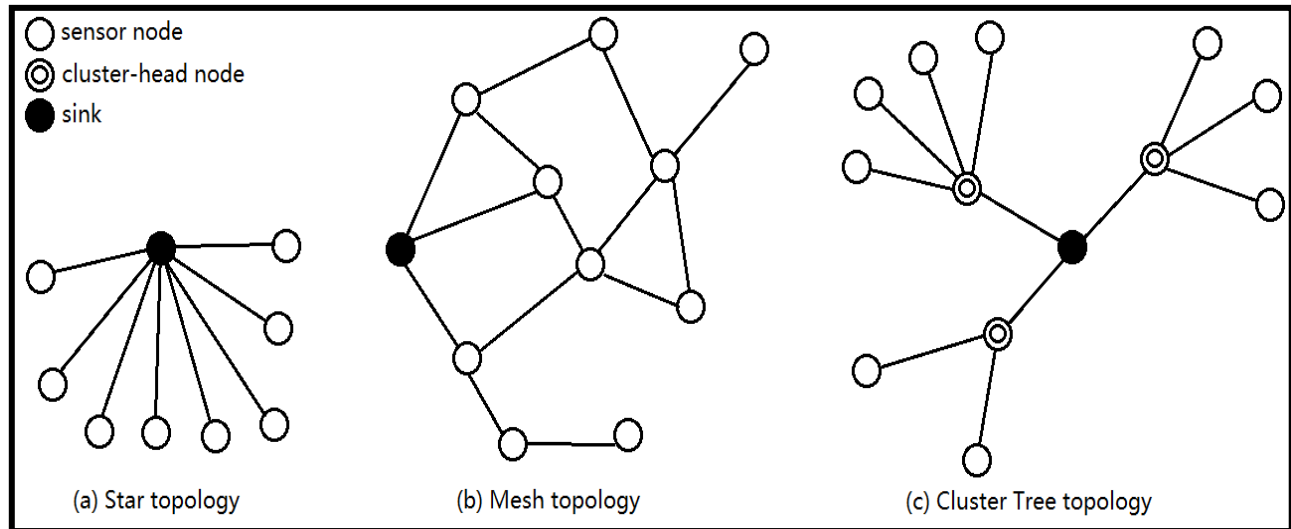 sensor node
cluster-head node
sink
(a) Star topology
(b) Mesh topology
(c) Cluster Tree topology